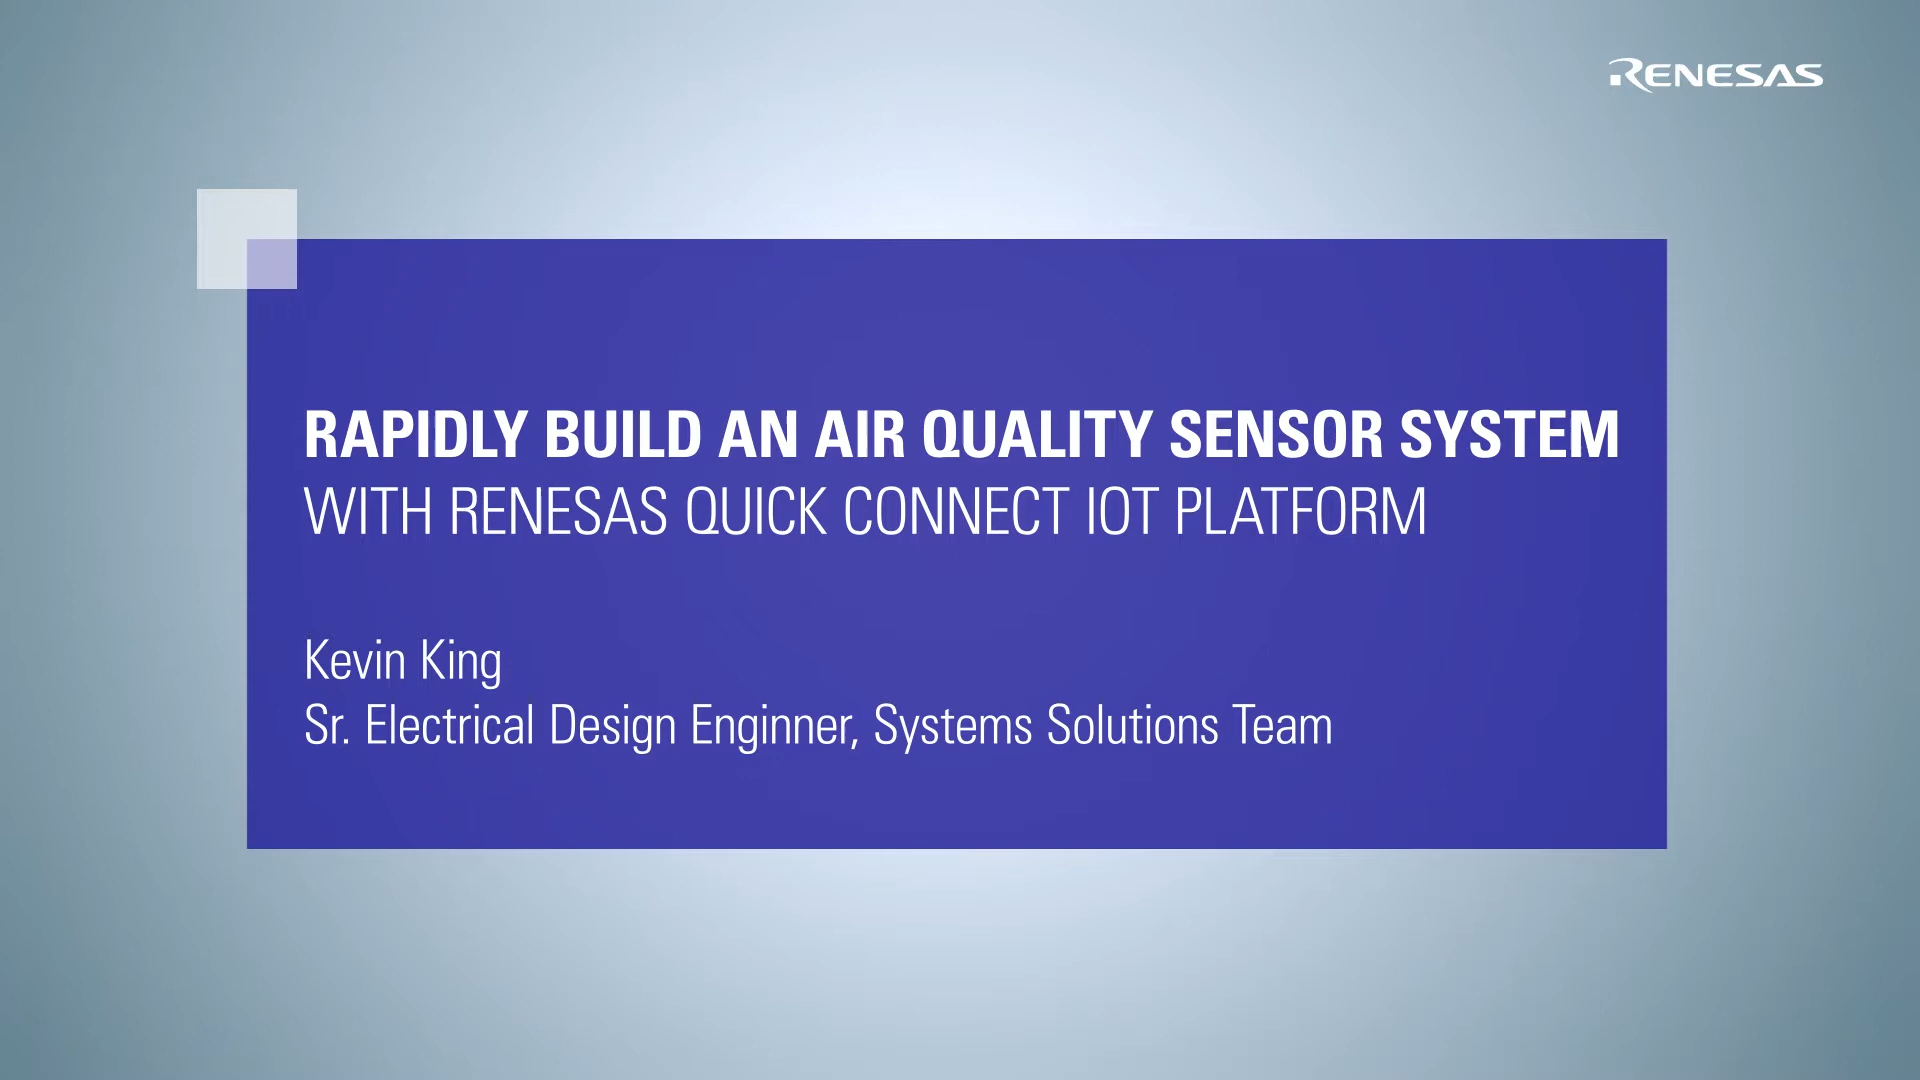 RENESAS
RAPIDLY BUILD AN AIR QUALITY SENSOR SYSTEM
WITH RENESAS QUICK CONNECT IOT PLATFORM
Kevin King
Sr. Electrical Design Enginner, Systems Solutions Team